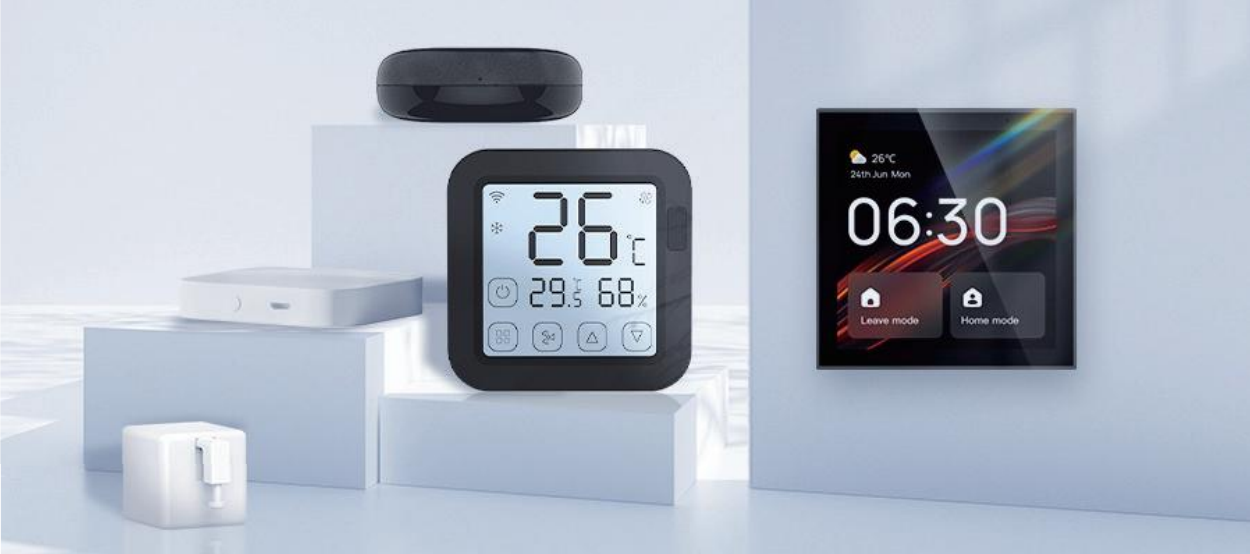 26℃
29.5℃ 68%
26℃
24th Jun Mon
06:30
Leave mode
Home mode